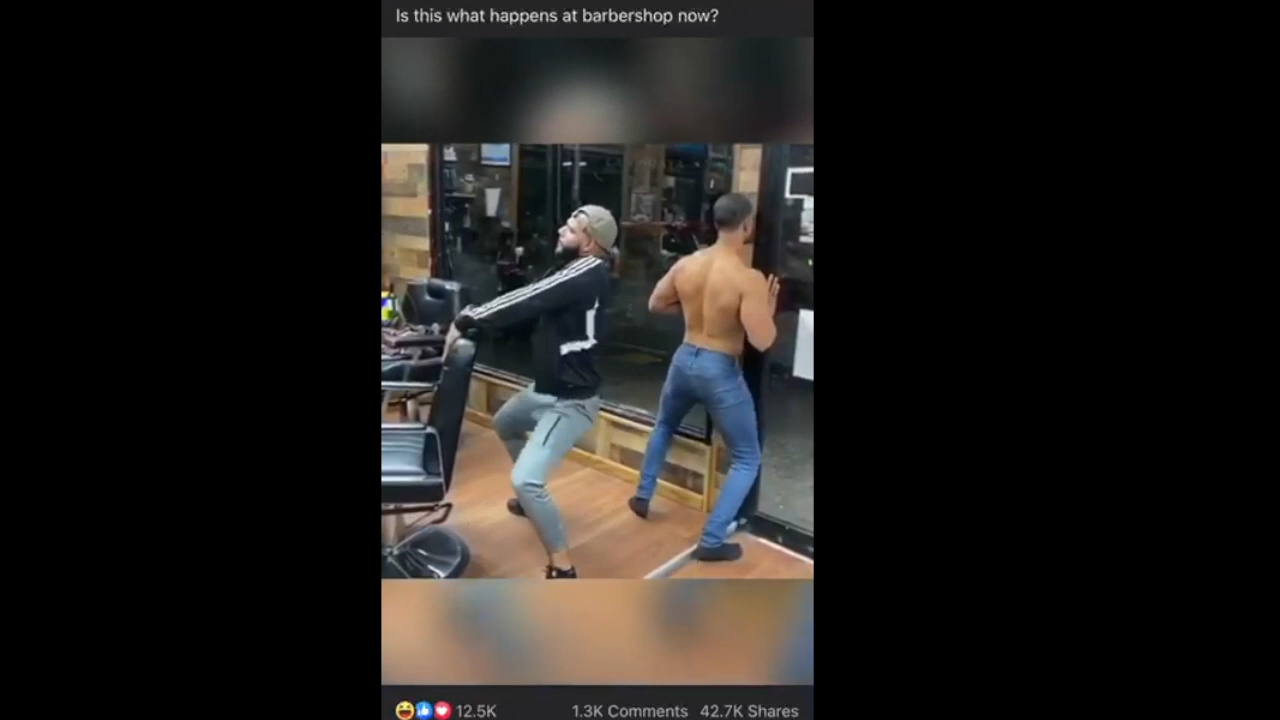 Is this what happens at barbershop now?
12.5K 1.3K Comments 42.7K Shares